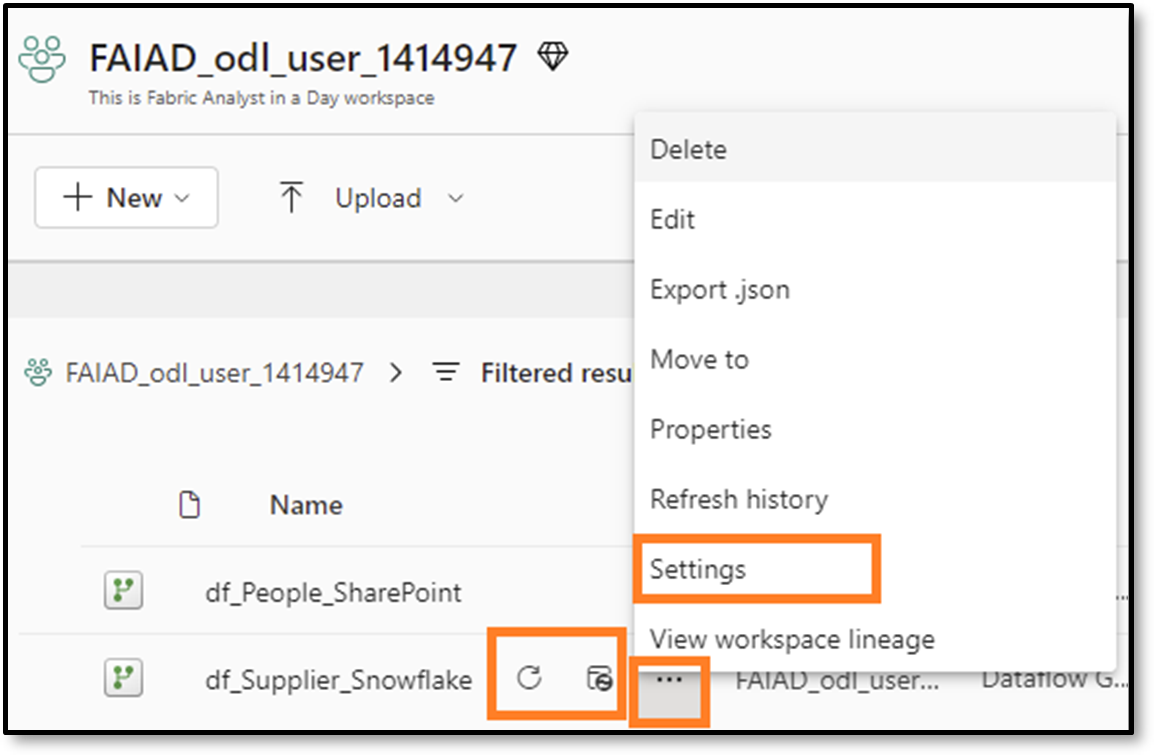 FAIAD_odl_user_1414947
This is Fabric Analyst in a Day workspace
New
Upload
Delete
Edit
Export .json
Move to
Properties
Refresh history
Settings
View workspace lineage
FAIAD_odl_user_1414947 > Filtered resu
Name
df_People_SharePoint
...
df_Supplier_Snowflake ... FAIAD_odl_user... Dataflow G...